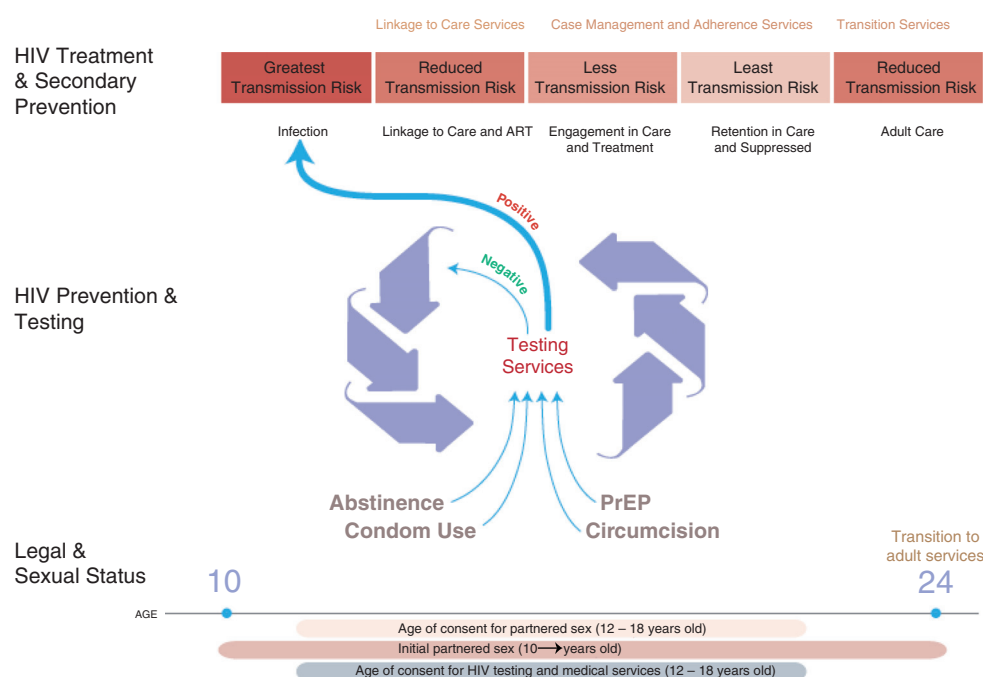 Linkage to Care Services
Case Management and Adherence Services
Transition Services
HIV Treatment
& Secondary
Prevention
Greatest
Transmission Risk
Reduced
Transmission Risk
Less
Transmission Risk
Least
Transmission Risk
Reduced
Transmission Risk
Infection
Linkage to Care and ART
Engagement in Care
and Treatment
Retention in Care
and Suppressed
Adult Care
Positive
Negative
HIV Prevention &
Testing
Testing
Services
Abstinence
Condom Use
PrEP
Circumcision
Legal &
Sexual Status
Transition to
adult services
10
24
AGE
Age of consent for partnered sex (12 – 18 years old)
Initial partnered sex (10 → years old)
Age of consent for HIV testing and medical services (12 – 18 years old)